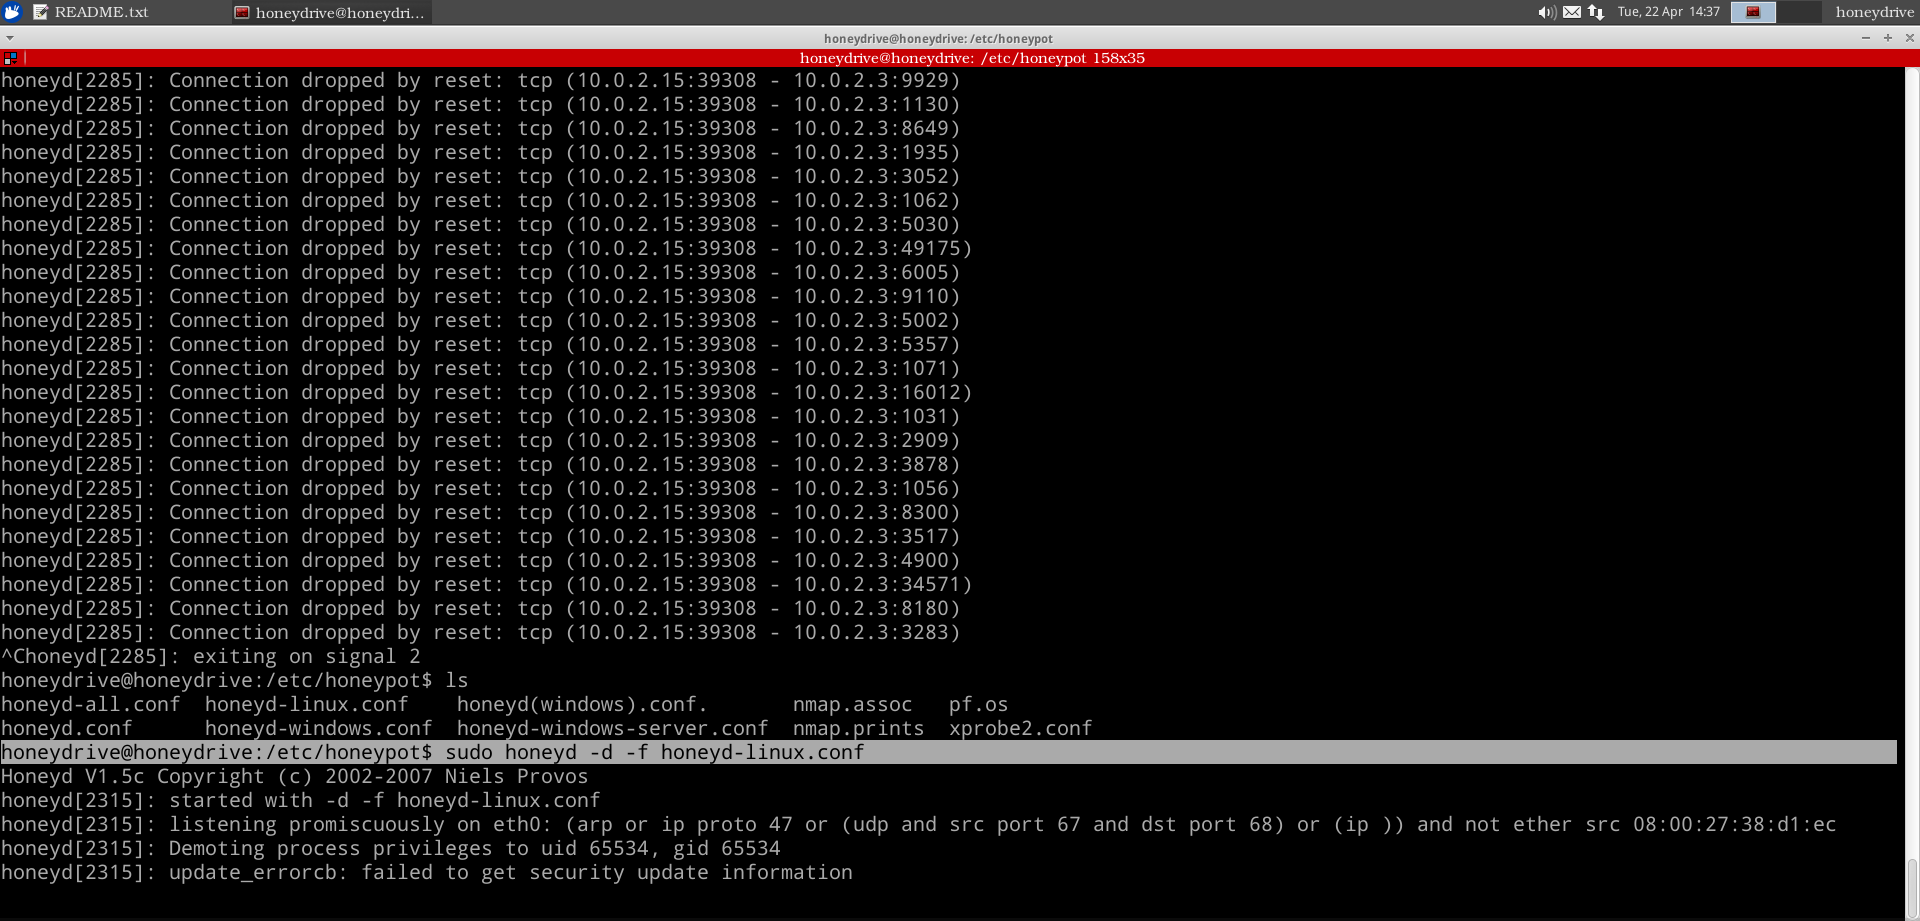 README.txt
honeydrive@honeydri...
Tue, 22 Apr 14:37
honeydrive
honeydrive@honeydrive: /etc/honeypot
honeydrive@honeydrive: /etc/honeypot 158x35
honeyd[2285]: Connection dropped by reset: tcp (10.0.2.15:39308 - 10.0.2.3:9929)
honeyd[2285]: Connection dropped by reset: tcp (10.0.2.15:39308 - 10.0.2.3:1130)
honeyd[2285]: Connection dropped by reset: tcp (10.0.2.15:39308 - 10.0.2.3:8649)
honeyd[2285]: Connection dropped by reset: tcp (10.0.2.15:39308 - 10.0.2.3:1935)
honeyd[2285]: Connection dropped by reset: tcp (10.0.2.15:39308 - 10.0.2.3:3052)
honeyd[2285]: Connection dropped by reset: tcp (10.0.2.15:39308 - 10.0.2.3:1062)
honeyd[2285]: Connection dropped by reset: tcp (10.0.2.15:39308 - 10.0.2.3:5030)
honeyd[2285]: Connection dropped by reset: tcp (10.0.2.15:39308 - 10.0.2.3:49175)
honeyd[2285]: Connection dropped by reset: tcp (10.0.2.15:39308 - 10.0.2.3:6005)
honeyd[2285]: Connection dropped by reset: tcp (10.0.2.15:39308 - 10.0.2.3:9110)
honeyd[2285]: Connection dropped by reset: tcp (10.0.2.15:39308 - 10.0.2.3:5002)
honeyd[2285]: Connection dropped by reset: tcp (10.0.2.15:39308 - 10.0.2.3:5357)
honeyd[2285]: Connection dropped by reset: tcp (10.0.2.15:39308 - 10.0.2.3:1071)
honeyd[2285]: Connection dropped by reset: tcp (10.0.2.15:39308 - 10.0.2.3:16012)
honeyd[2285]: Connection dropped by reset: tcp (10.0.2.15:39308 - 10.0.2.3:1031)
honeyd[2285]: Connection dropped by reset: tcp (10.0.2.15:39308 - 10.0.2.3:2909)
honeyd[2285]: Connection dropped by reset: tcp (10.0.2.15:39308 - 10.0.2.3:3878)
honeyd[2285]: Connection dropped by reset: tcp (10.0.2.15:39308 - 10.0.2.3:1056)
honeyd[2285]: Connection dropped by reset: tcp (10.0.2.15:39308 - 10.0.2.3:8300)
honeyd[2285]: Connection dropped by reset: tcp (10.0.2.15:39308 - 10.0.2.3:3517)
honeyd[2285]: Connection dropped by reset: tcp (10.0.2.15:39308 - 10.0.2.3:4900)
honeyd[2285]: Connection dropped by reset: tcp (10.0.2.15:39308 - 10.0.2.3:34571)
honeyd[2285]: Connection dropped by reset: tcp (10.0.2.15:39308 - 10.0.2.3:8180)
honeyd[2285]: Connection dropped by reset: tcp (10.0.2.15:39308 - 10.0.2.3:3283)
^Choneyd[2285]: exiting on signal 2
honeydrive@honeydrive:/etc/honeypot$ ls
honeyd-all.conf  honeyd-linux.conf    honeyd(windows).conf.       nmap.assoc   pf.os
honeyd.conf      honeyd-windows.conf  honeyd-windows-server.conf  nmap.prints  xprobe2.conf
honeydrive@honeydrive:/etc/honeypot$ sudo honeyd -d -f honeyd-linux.conf
Honeyd V1.5c Copyright (c) 2002-2007 Niels Provos
honeyd[2315]: started with -d -f honeyd-linux.conf
honeyd[2315]: listening promiscuously on eth0: (arp or ip proto 47 or (udp and src port 67 and dst port 68) or (ip )) and not ether src 08:00:27:38:d1:ec
honeyd[2315]: Demoting process privileges to uid 65534, gid 65534
honeyd[2315]: update_errorcb: failed to get security update information